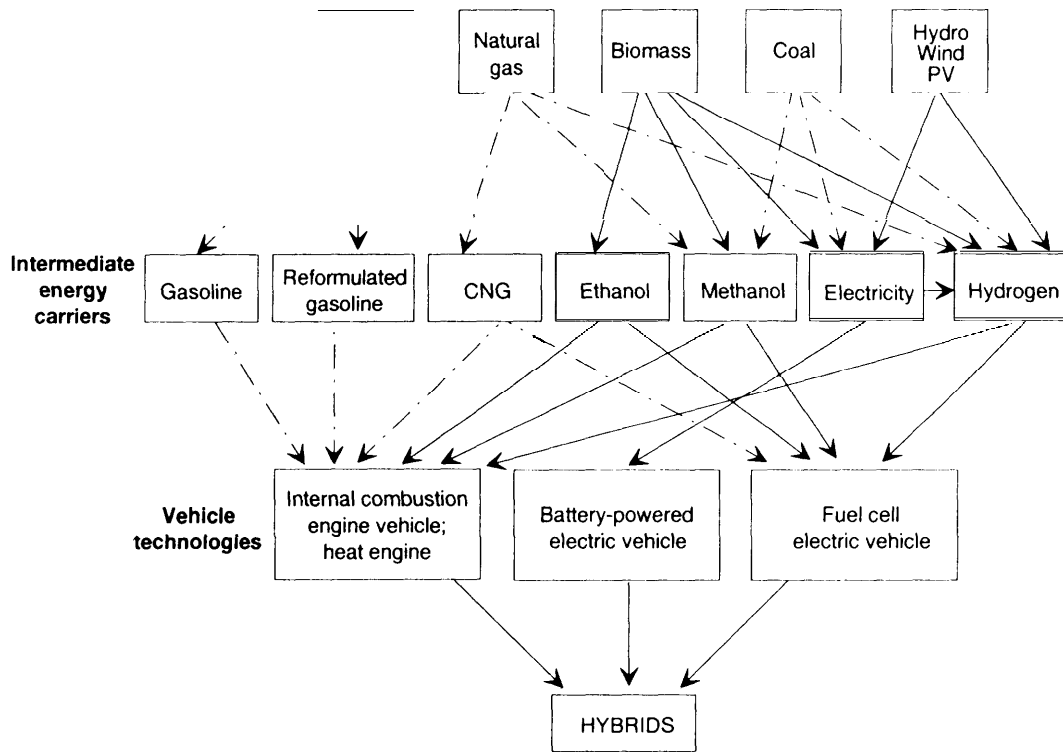 Natural
gas
Biomass
Coal
Hydro
Wind
PV
Intermediate
energy
carriers
Gasoline
Reformulated
gasoline
CNG
Ethanol
Methanol
Electricity
Hydrogen
Vehicle
technologies
Internal combustion
engine vehicle;
heat engine
Battery-powered
electric vehicle
Fuel cell
electric vehicle
HYBRIDS